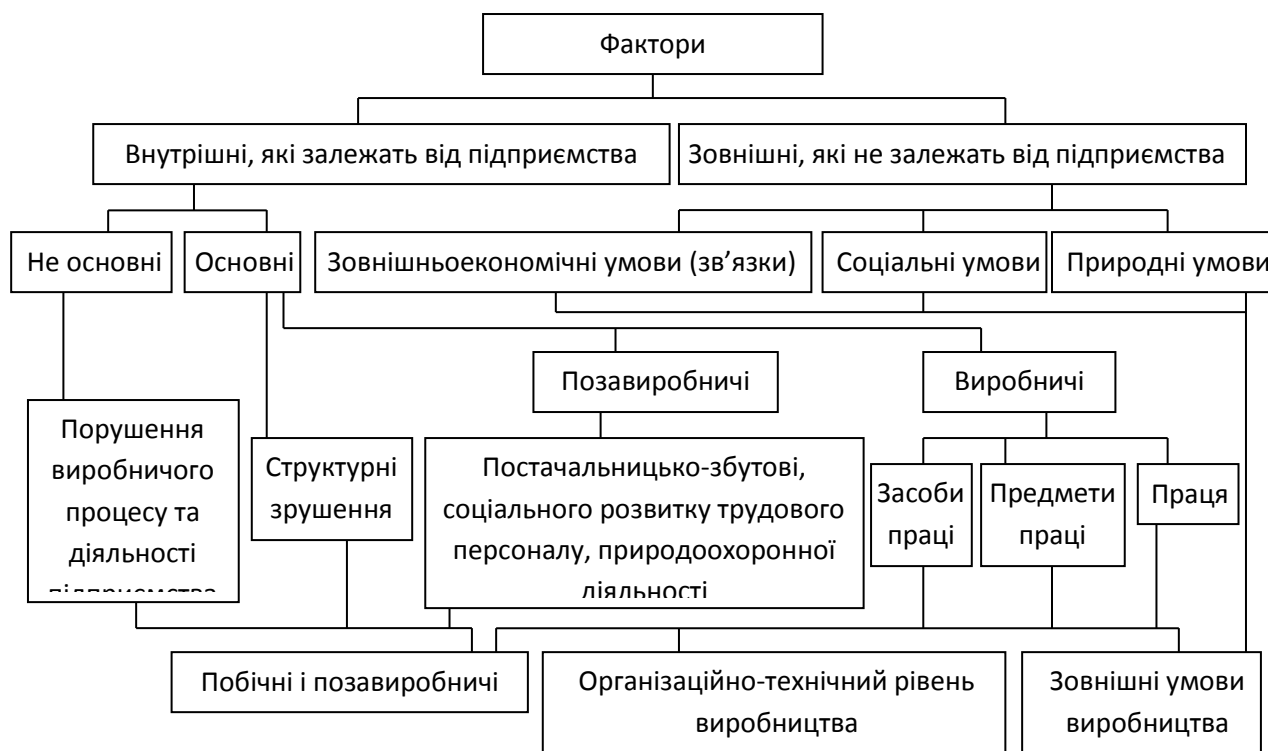 Фактори
Внутрішні, які залежать від підприємства
Зовнішні, які не залежать від підприємства
Не основні
Основні
Зовнішньоекономічні умови (зв’язки)
Соціальні умови
Природні умови
Позавиробничі
Виробничі
Порушення
виробничого
процесу та
діяльності
підприємства
Структурні
зрушення
Постачальницько-збутові,
соціального розвитку трудового
персоналу, природоохоронної
діяльності
Засоби
праці
Предмети
праці
Праця
Побічні і позавиробничі
Організаційно-технічний рівень
виробництва
Зовнішні умови
виробництва